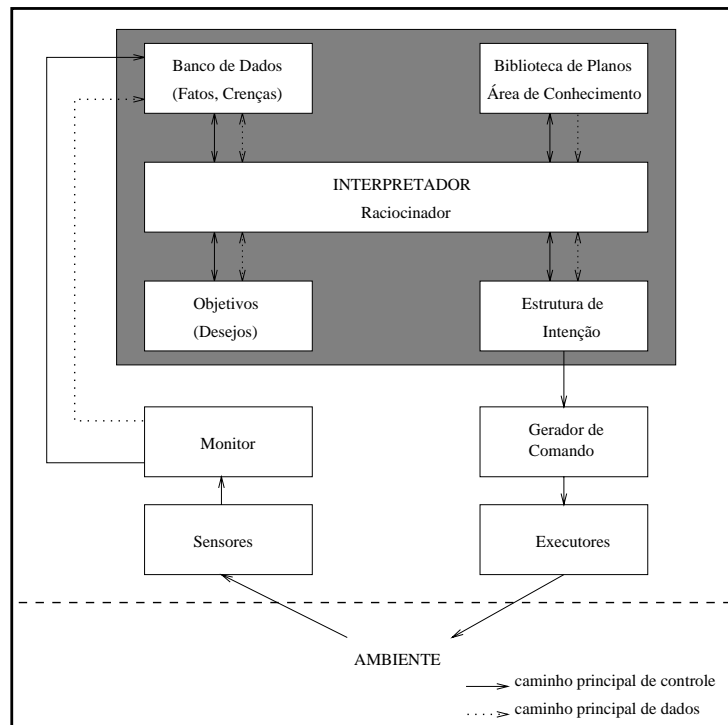 Banco de Dados
(Fatos, Crenças)
Biblioteca de Planos
Área de Conhecimento
INTERPRETADOR
Raciocinador
Objetivos
(Desejos)
Estrutura de
Intenção
Monitor
Gerador de
Comando
Sensores
Executores
AMBIENTE
caminho principal de controle
caminho principal de dados